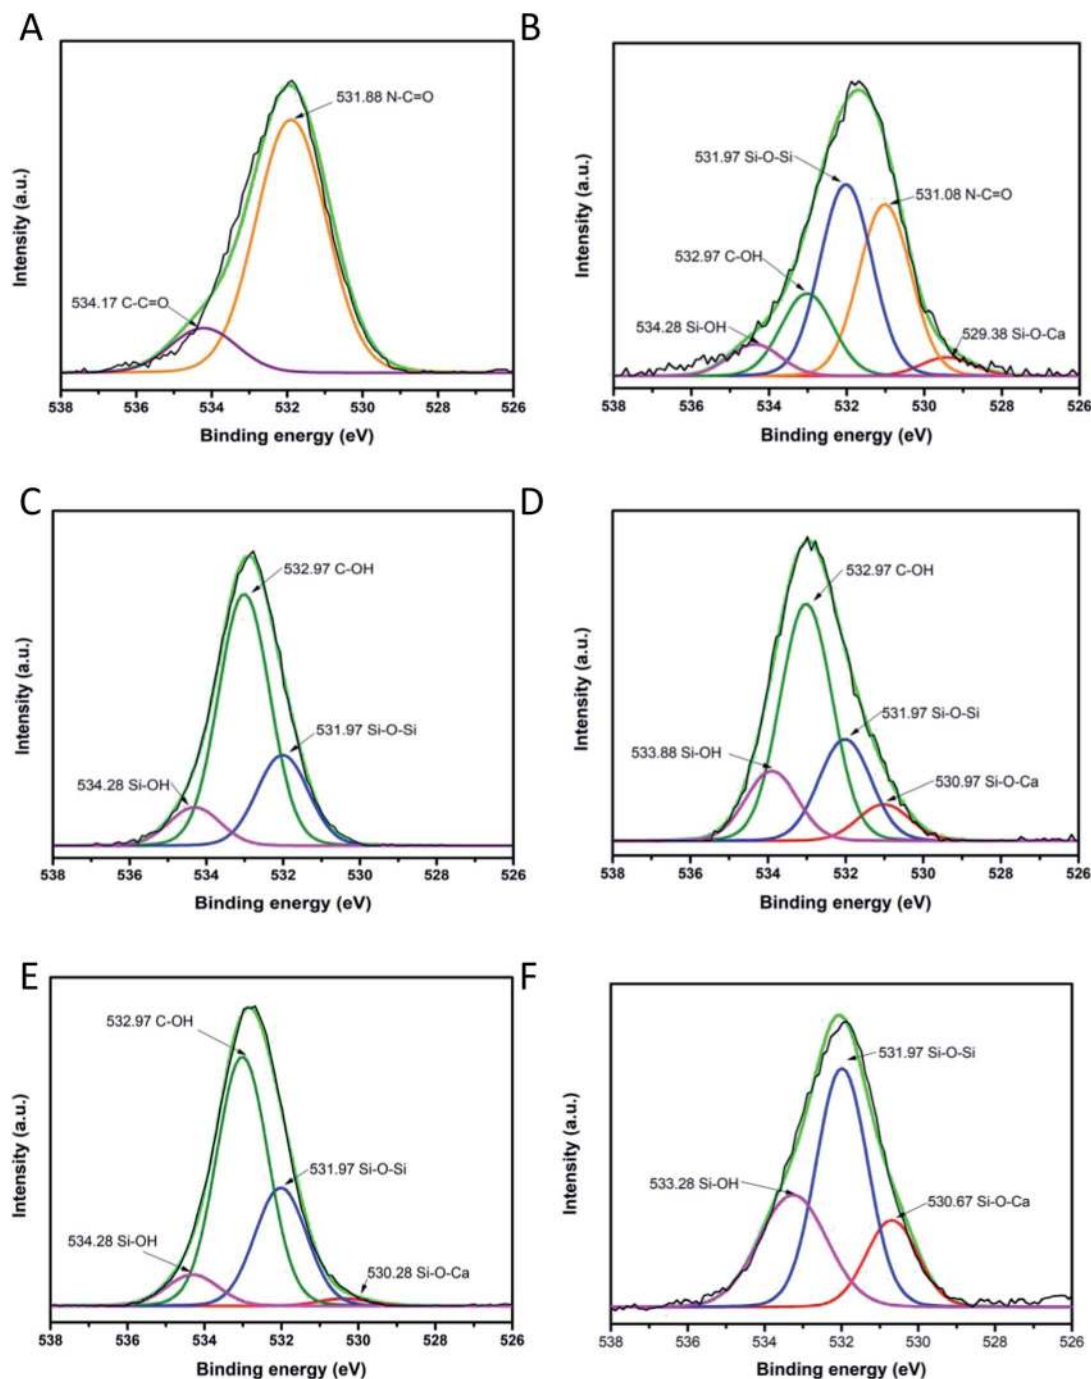 A
531.88 N-C=O
534.17 C-C=O
Intensity (a.u.)
538 536 534 532 530 528 526
Binding energy (eV)
B
531.97 Si-O-Si
531.08 N-C=O
532.97 C-OH
534.28 Si-OH
529.38 Si-O-Ca
Intensity (a.u.)
538 536 534 532 530 528 526
Binding energy (eV)
C
532.97 C-OH
531.97 Si-O-Si
534.28 Si-OH
Intensity (a.u.)
538 536 534 532 530 528 526
Binding energy (eV)
D
532.97 C-OH
531.97 Si-O-Si
533.88 Si-OH
530.97 Si-O-Ca
Intensity (a.u.)
538 536 534 532 530 528 526
Binding energy (eV)
E
532.97 C-OH
531.97 Si-O-Si
534.28 Si-OH
530.28 Si-O-Ca
Intensity (a.u.)
538 536 534 532 530 528 526
Binding energy (eV)
F
531.97 Si-O-Si
533.28 Si-OH
530.67 Si-O-Ca
Intensity (a.u.)
538 536 534 532 530 528 526
Binding energy (eV)